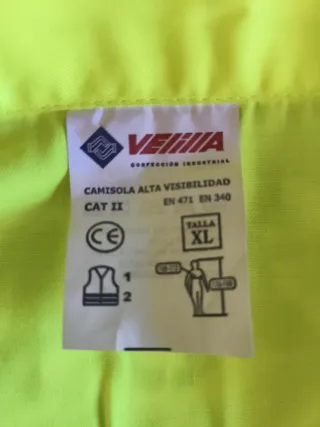 VELILLA
CONFECCIÓN INDUSTRIAL
CAMISOLA ALTA VISIBILIDAD
CAT II EN 471 EN 340
CE
TALLA
XL
1
2